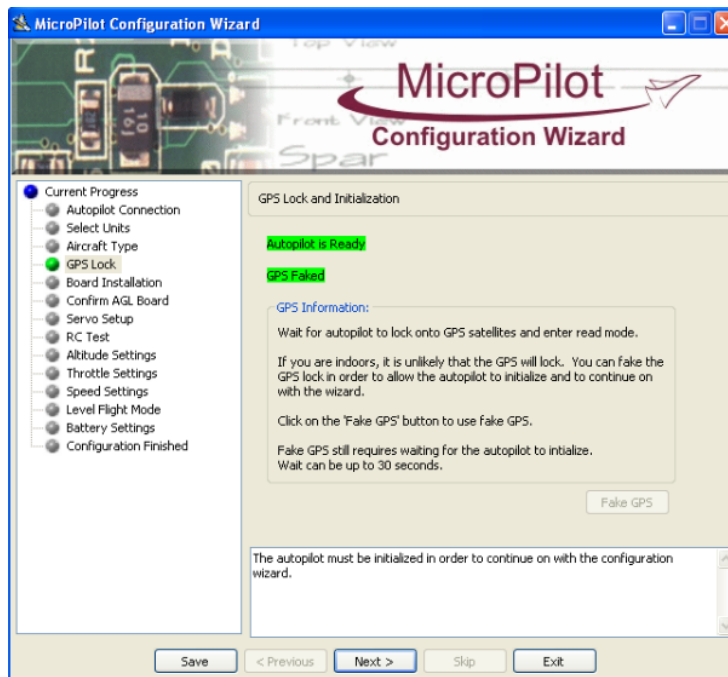 MicroPilot Configuration Wizard
Top View
MicroPilot
Front View
Configuration Wizard
Spar
10
16J
Current Progress
Autopilot Connection
Select Units
Aircraft Type
GPS Lock
Board Installation
Confirm AGL Board
Servo Setup
RC Test
Altitude Settings
Throttle Settings
Speed Settings
Level Flight Mode
Battery Settings
Configuration Finished
GPS Lock and Initialization
Autopilot is Ready
GPS Faked
GPS Information:
Wait for autopilot to lock onto GPS satellites and enter read mode.
If you are indoors, it is unlikely that the GPS will lock. You can fake the
GPS lock in order to allow the autopilot to initialize and to continue on
with the wizard.
Click on the 'Fake GPS' button to use fake GPS.
Fake GPS still requires waiting for the autopilot to intialize.
Wait can be up to 30 seconds.
Fake GPS
The autopilot must be initialized in order to continue on with the configuration
wizard.
Save
< Previous
Next >
Skip
Exit